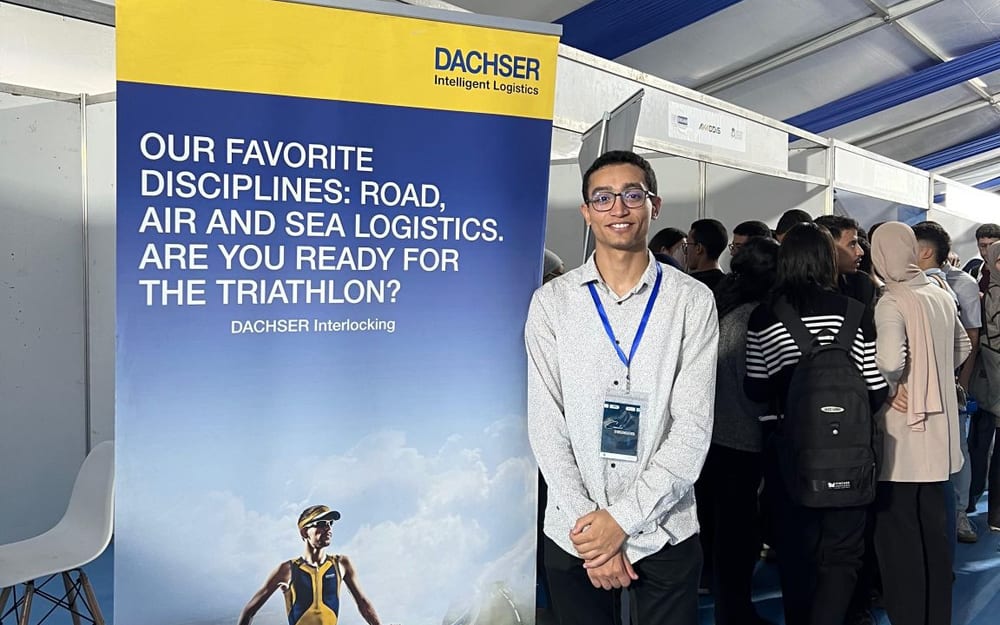 DACHSER
Intelligent Logistics
OUR FAVORITE
DISCIPLINES: ROAD,
AIR AND SEA LOGISTICS.
ARE YOU READY FOR
THE TRIATHLON?
DACHSER Interlocking